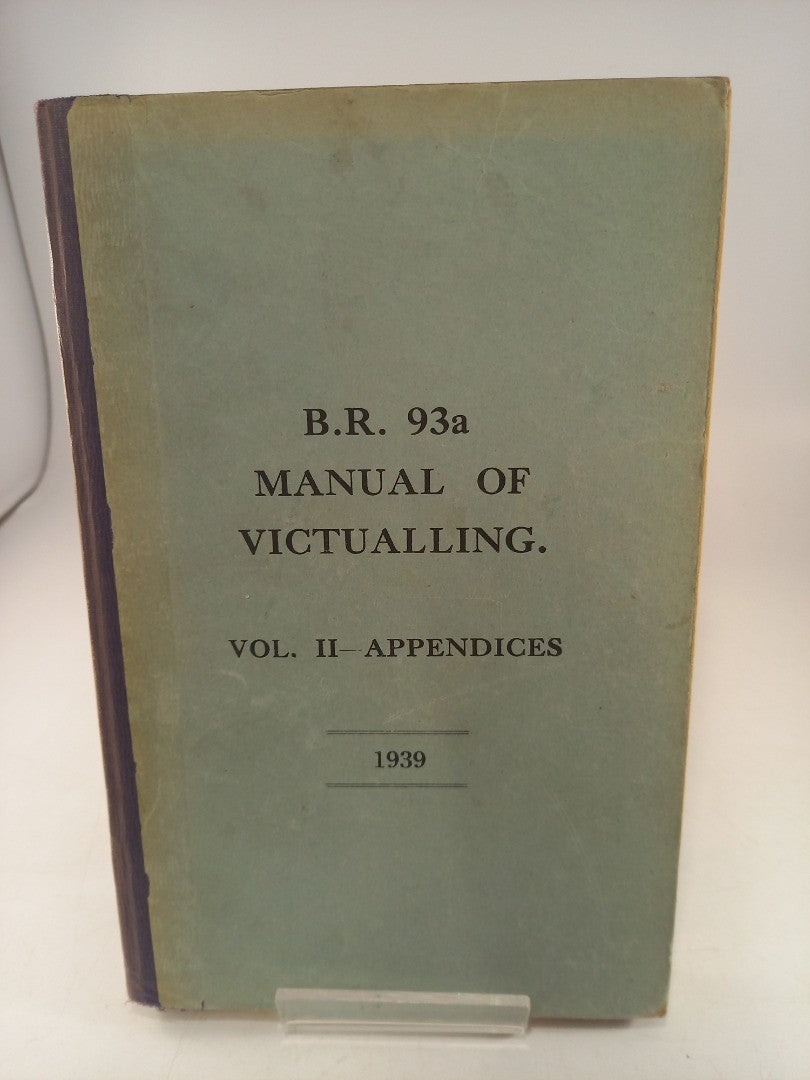 B.R. 93a
MANUAL OF
VICTUALLING.
VOL. II—APPENDICES
1939